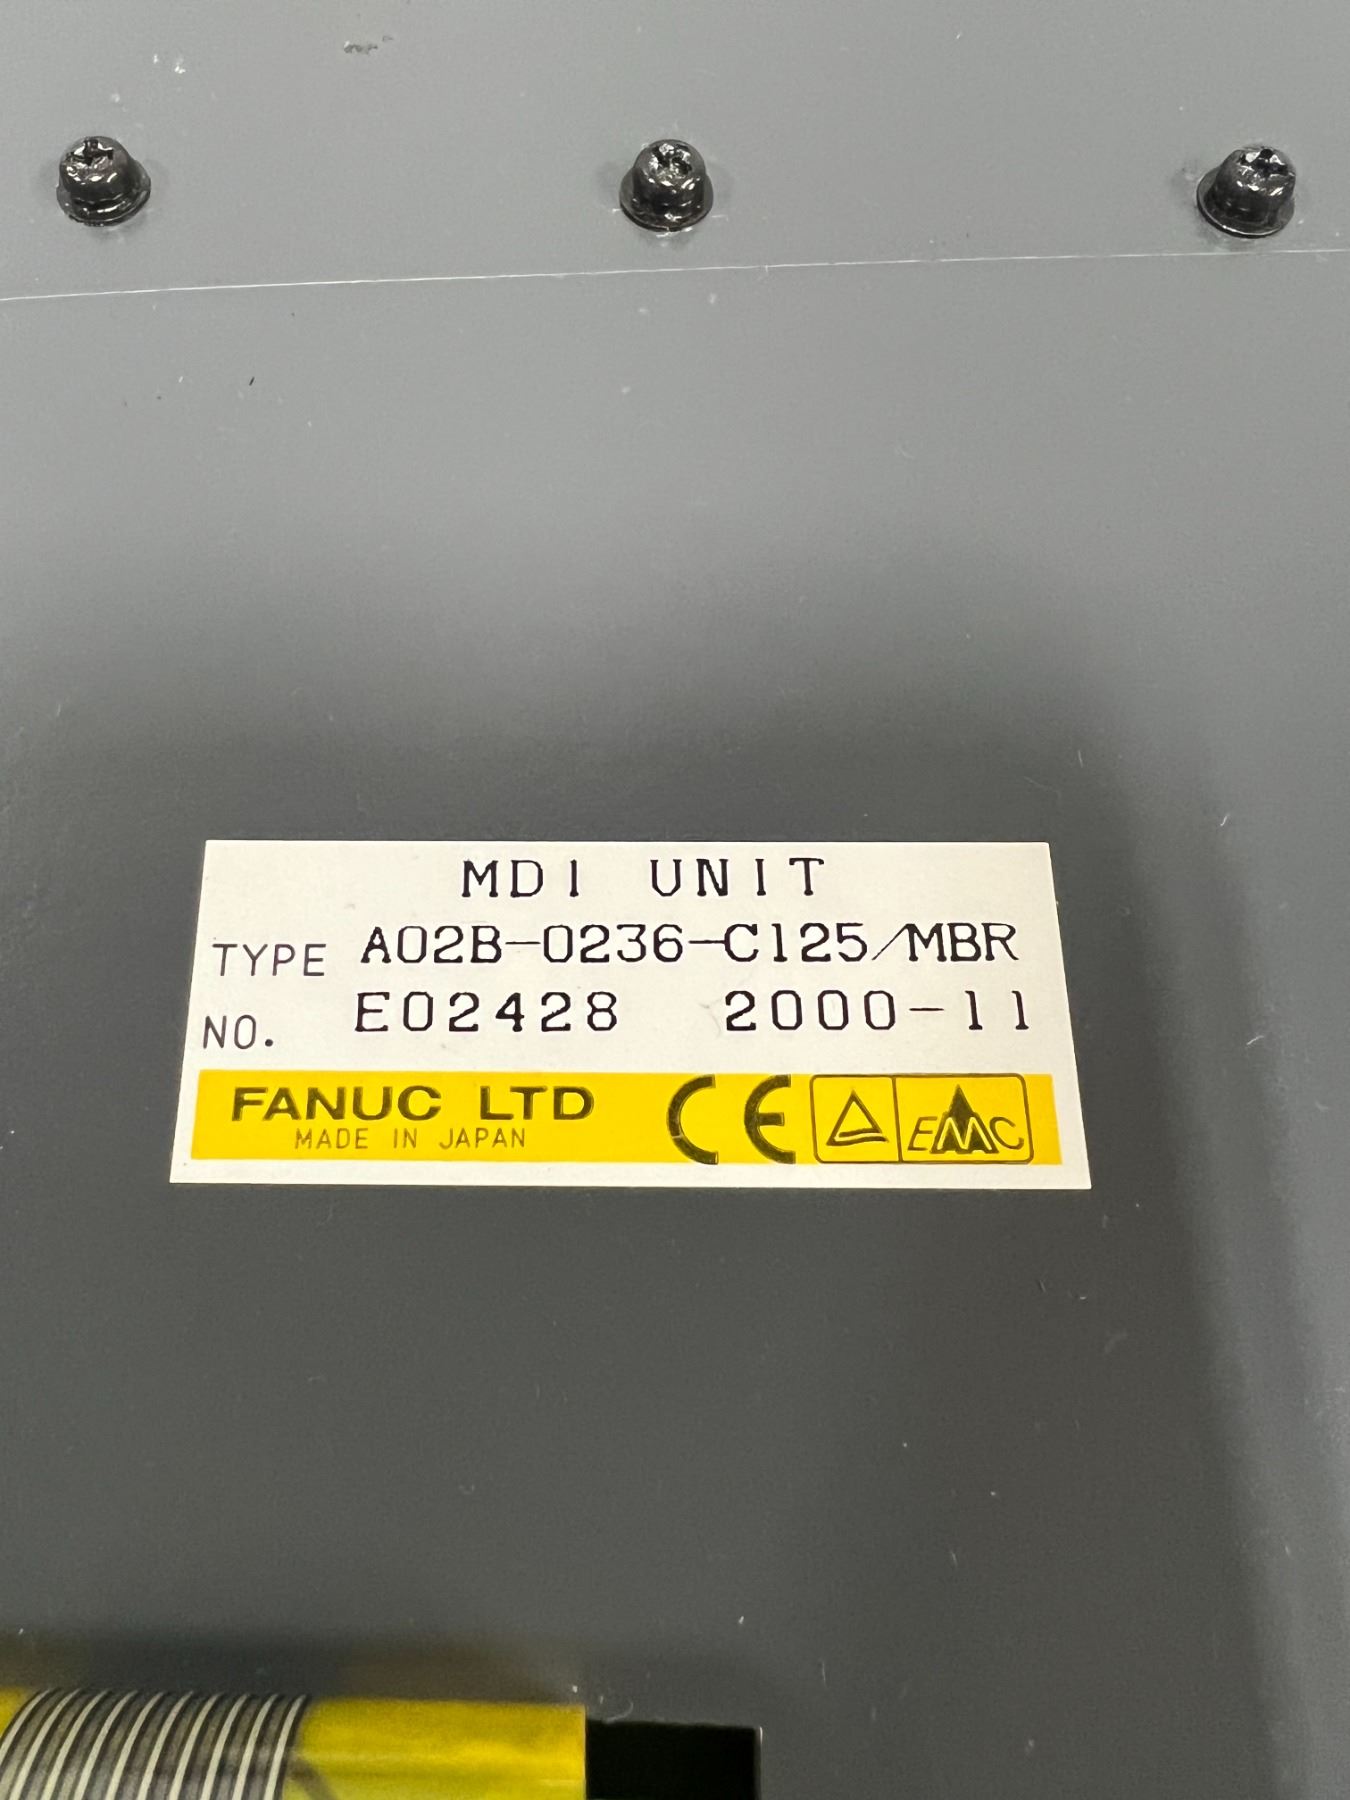 MDI UNIT
TYPE A02B-0236-C125/MBR
NO. E02428 2000-11
FANUC LTD CE EMC
MADE IN JAPAN